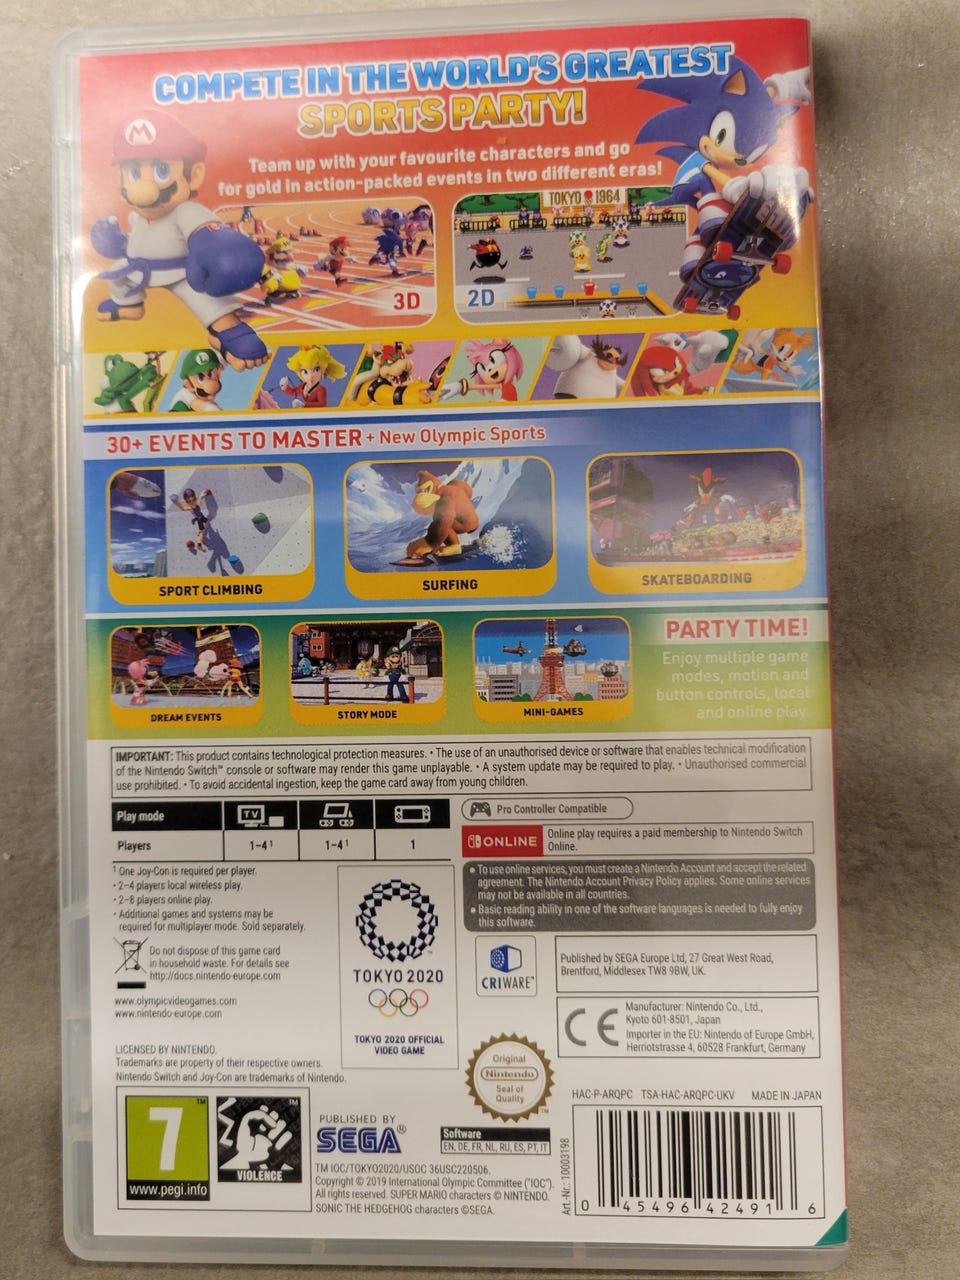 COMPETE IN THE WORLD'S GREATEST
SPORTS PARTY!
Team up with your favourite characters and go
for gold in action-packed events in two different eras!
TOKYO 1964
3D
2D
30+ EVENTS TO MASTER + New Olympic Sports
SPORT CLIMBING
SURFING
SKATEBOARDING
DREAM EVENTS
STORY MODE
MINI-GAMES
PARTY TIME!
Enjoy multiple game
modes, motion and
button controls, local
and online play.
IMPORTANT: This product contains technological protection measures. • The use of an unauthorised device or software that enables technical modification
of the Nintendo Switch™ console or software may render this game unplayable. • A system update may be required to play. • Unauthorised commercial
use prohibited. • To avoid accidental ingestion, keep the game card away from young children.
Play mode
TV
Players
1-4¹
1-4¹
1
Pro Controller Compatible
ONLINE
Online play requires a paid membership to Nintendo Switch
Online.
¹ One Joy-Con is required per player.
• 2-4 players local wireless play.
• 2-8 players online play.
• Additional games and systems may be
required for multiplayer mode. Sold separately.
• To use online services, you must create a Nintendo Account and accept the related
agreement. The Nintendo Account Privacy Policy applies. Some online services
may not be available in all countries.
• Basic reading ability in one of the software languages is needed to fully enjoy
this software.
Do not dispose of this game card
in household waste. For details see
http://docs.nintendo-europe.com
www.olympicvideogames.com
www.nintendo-europe.com
TOKYO 2020
TOKYO 2020 OFFICIAL
VIDEO GAME
CRIWARE™
Published by SEGA Europe Ltd, 27 Great West Road,
Brentford, Middlesex TW8 9BW, UK.
CE
Manufacturer: Nintendo Co., Ltd.,
Kyoto 601-8501, Japan
Importer in the EU: Nintendo of Europe GmbH,
Herriotstrasse 4, 60528 Frankfurt, Germany
LICENSED BY NINTENDO.
Trademarks are property of their respective owners.
Nintendo Switch and Joy-Con are trademarks of Nintendo.
Original
Nintendo
Seal of
Quality
™
HAC-P-ARQPC TSA-HAC-ARQPC-UKV MADE IN JAPAN
7
™
www.pegi.info
™
VIOLENCE
PUBLISHED BY
SEGA®
Software
EN, DE, FR, NL, RU, ES, PT, IT
TM IOC/TOKYO2020/USOC 36USC220506.
Copyright © 2019 International Olympic Committee ("IOC").
All rights reserved. SUPER MARIO characters © NINTENDO.
SONIC THE HEDGEHOG characters ©SEGA.
Art.-Nr.: 10003198
0 45496 42491 6